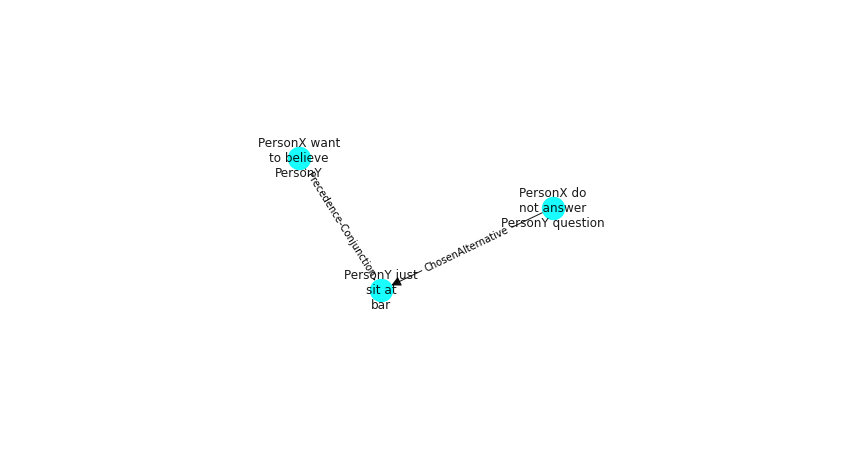 PersonX want
to believe
PersonY
Precedence-Conjunction
PersonX do
not answer
PersonY question
ChosenAlternative
PersonY just
sit at
bar